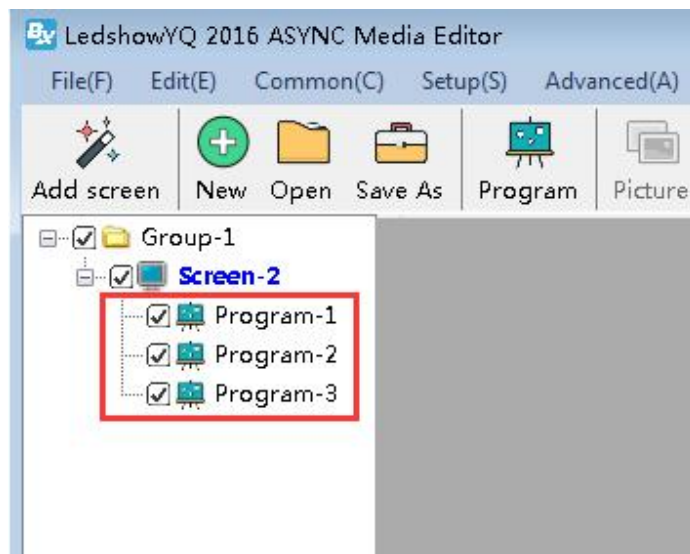 BX LedshowYQ 2016 ASYNC Media Editor
File(F) Edit(E) Common(C) Setup(S) Advanced(A)
Add screen New Open Save As Program Picture
Group-1
Screen-2
Program-1
Program-2
Program-3